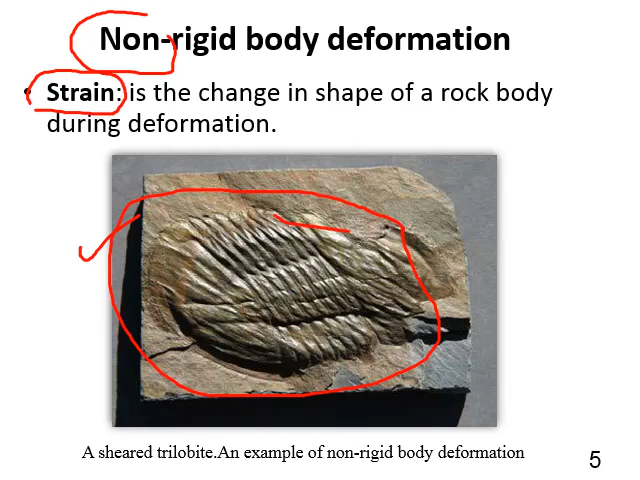 Non-rigid body deformation
• Strain: is the change in shape of a rock body
during deformation.
A sheared trilobite.An example of non-rigid body deformation
5